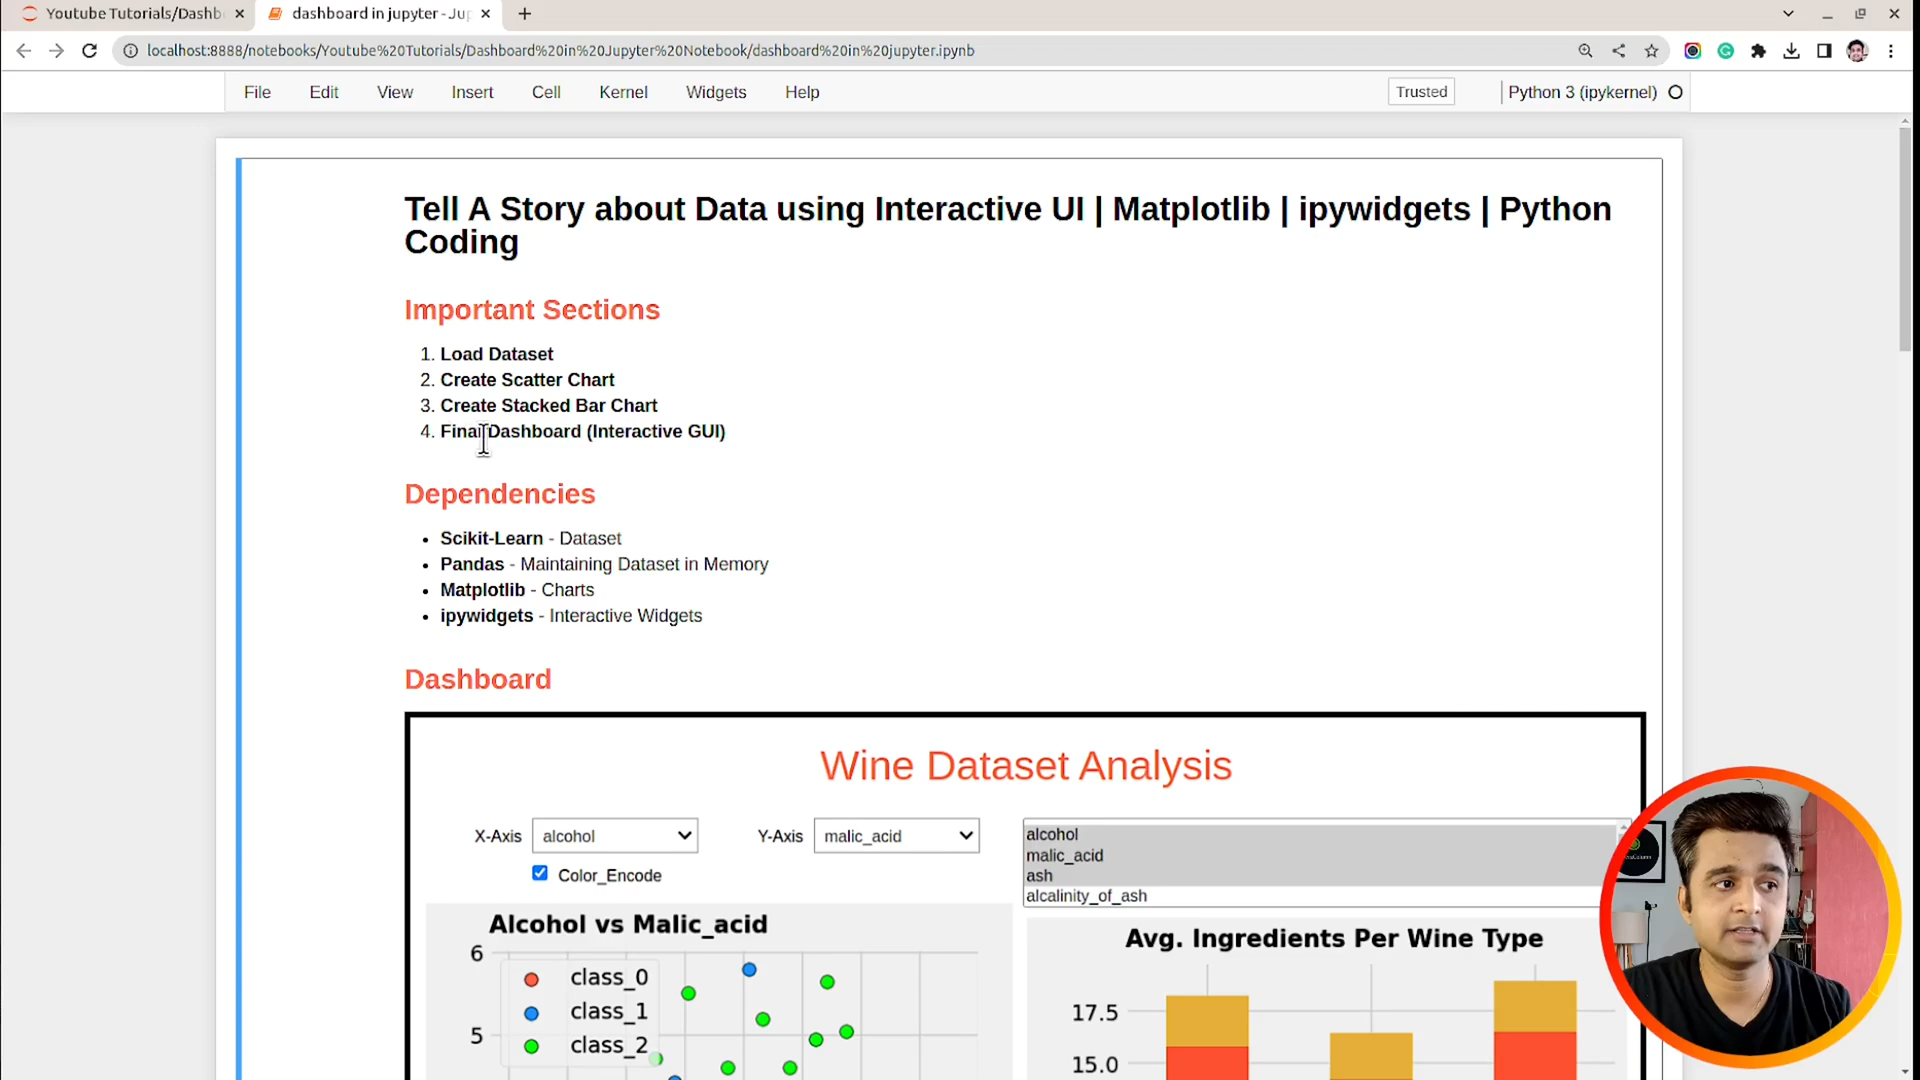 Youtube Tutorials/Dashb
dashboard in jupyter - Jup
localhost:8888/notebooks/Youtube%20Tutorials/Dashboard%20in%20Jupyter%20Notebook/dashboard%20in%20jupyter.ipynb
File Edit View Insert Cell Kernel Widgets Help Trusted Python 3 (ipykernel)
Tell A Story about Data using Interactive UI | Matplotlib | ipywidgets | Python
Coding
Important Sections
1. Load Dataset
2. Create Scatter Chart
3. Create Stacked Bar Chart
4. Final Dashboard (Interactive GUI)
Dependencies
• Scikit-Learn - Dataset
• Pandas - Maintaining Dataset in Memory
• Matplotlib - Charts
• ipywidgets - Interactive Widgets
Dashboard
Wine Dataset Analysis
X-Axis alcohol Y-Axis malic_acid
Color_Encode
alcohol
malic_acid
ash
alcalinity_of_ash
Alcohol vs Malic_acid
6
class_0
class_1
class_2
5
Avg. Ingredients Per Wine Type
17.5
15.0